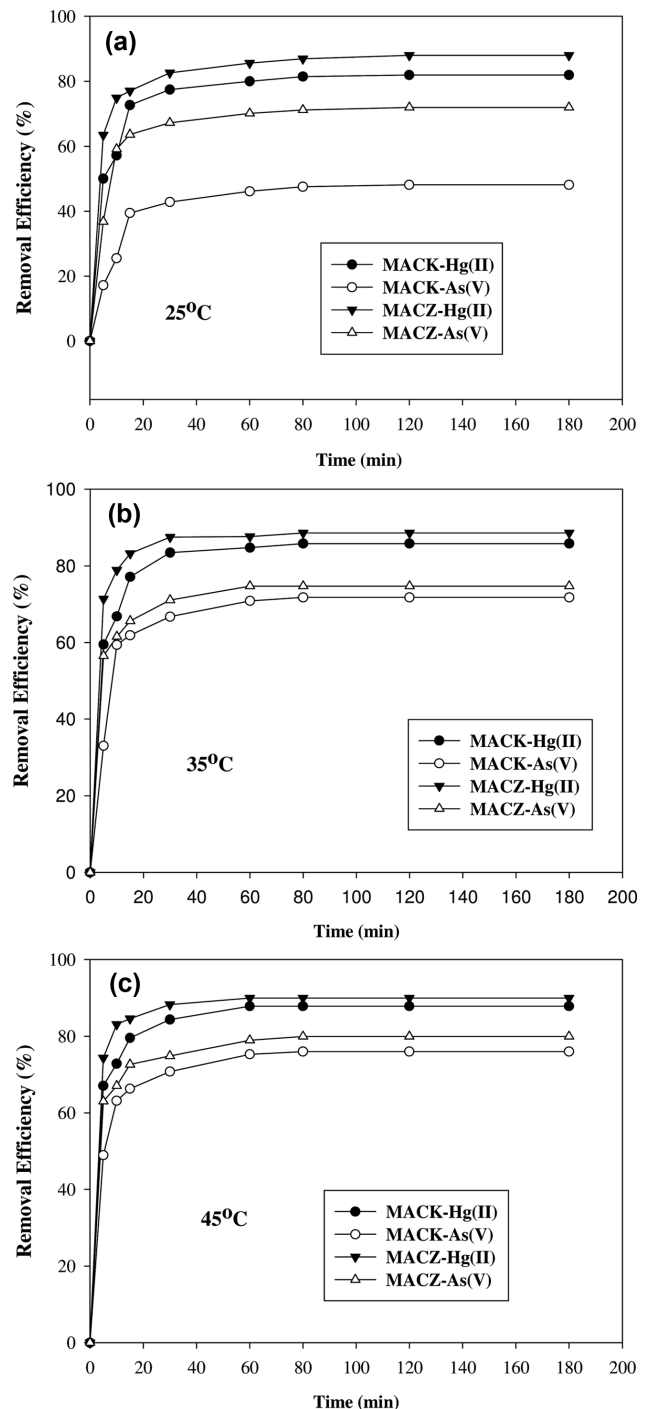 (a)
100
80
60
40
20
0
Removal Efficiency (%)
25⁰C
MACK-Hg(II)
MACK-As(V)
MACZ-Hg(II)
MACZ-As(V)
0 20 40 60 80 100 120 140 160 180 200
Time (min)
(b)
100
80
60
40
20
0
Removal Efficiency (%)
35⁰C
MACK-Hg(II)
MACK-As(V)
MACZ-Hg(II)
MACZ-As(V)
0 20 40 60 80 100 120 140 160 180 200
Time (min)
(c)
100
80
60
40
20
0
Removal Efficiency (%)
45⁰C
MACK-Hg(II)
MACK-As(V)
MACZ-Hg(II)
MACZ-As(V)
0 20 40 60 80 100 120 140 160 180 200
Time (min)